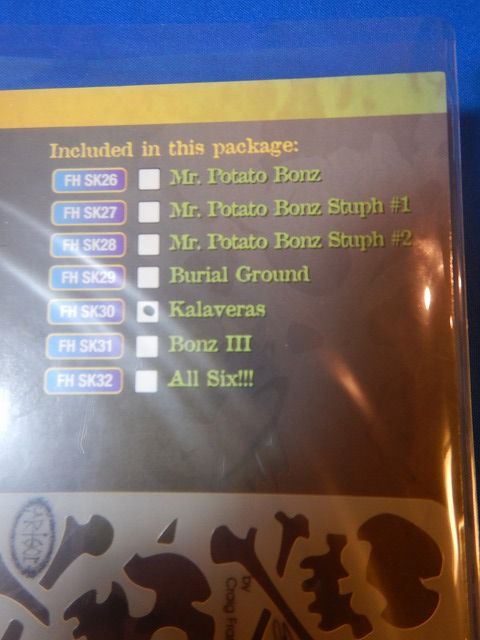 Included in this package:
FH SK26 Mr. Potato Bonz
FH SK27 Mr. Potato Bonz Stuph #1
FH SK28 Mr. Potato Bonz Stuph #2
FH SK29 Burial Ground
FH SK30 Kalaveras
FH SK31 Bonz III
FH SK32 All Six!!!
by
Craig